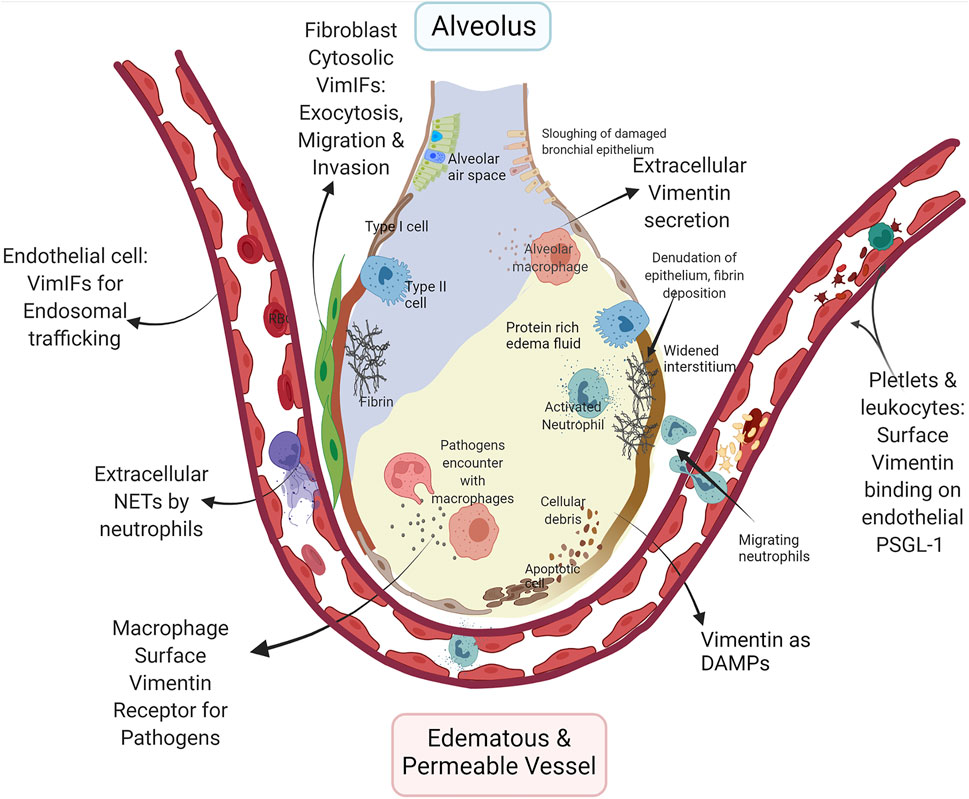 Alveolus
Fibroblast
Cytosolic
VimIFs:
Exocytosis,
Migration &
Invasion
Alveolar
air space
Sloughing of damaged
bronchial epithelium
Extracellular
Vimentin
secretion
Type I cell
Alveolar
macrophage
Denudation of
epithelium, fibrin
deposition
Endothelial cell:
VimIFs for
Endosomal
trafficking
Type II
cell
RBC
Protein rich
edema fluid
Widened
interstitium
Fibrin
Activated
Neutrophil
Pletlets &
leukocytes:
Surface
Vimentin
binding on
endothelial
PSGL-1
Extracellular
NETs by
neutrophils
Pathogens
encounter
with
macrophages
Cellular
debris
Migrating
neutrophils
Apoptotic
cell
Macrophage
Surface
Vimentin
Receptor for
Pathogens
Vimentin as
DAMPs
Edematous &
Permeable Vessel